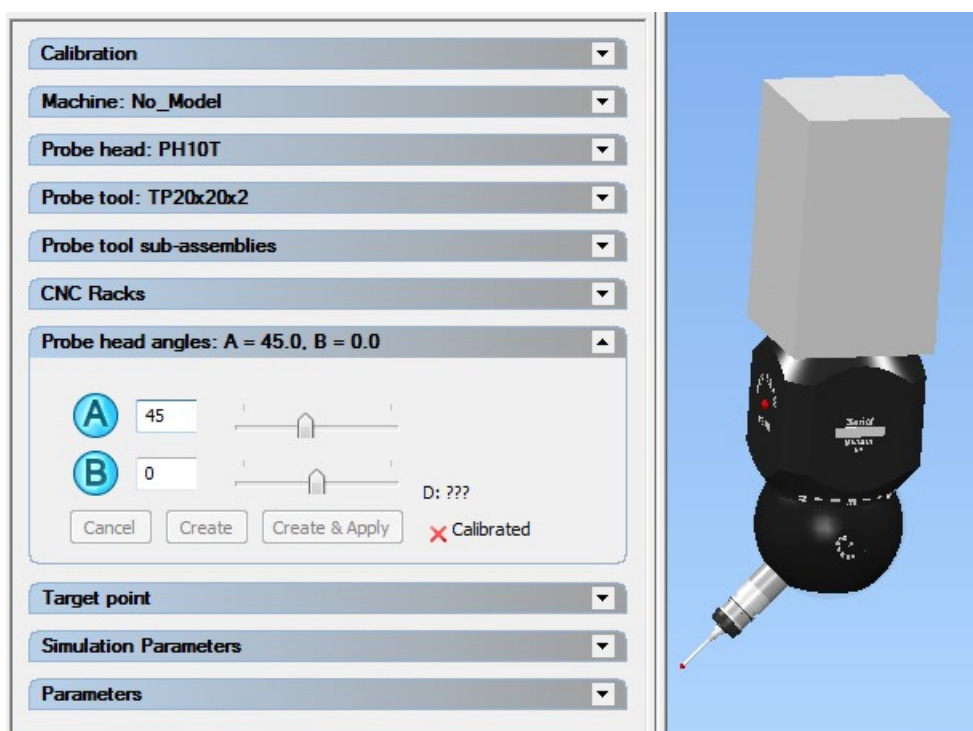 Calibration
Machine: No_Model
Probe head: PH10T
Probe tool: TP20x20x2
Probe tool sub-assemblies
CNC Racks
Probe head angles: A = 45.0, B = 0.0
A 45
B 0
D: ???
Cancel Create Create & Apply Calibrated
Target point
Simulation Parameters
Parameters